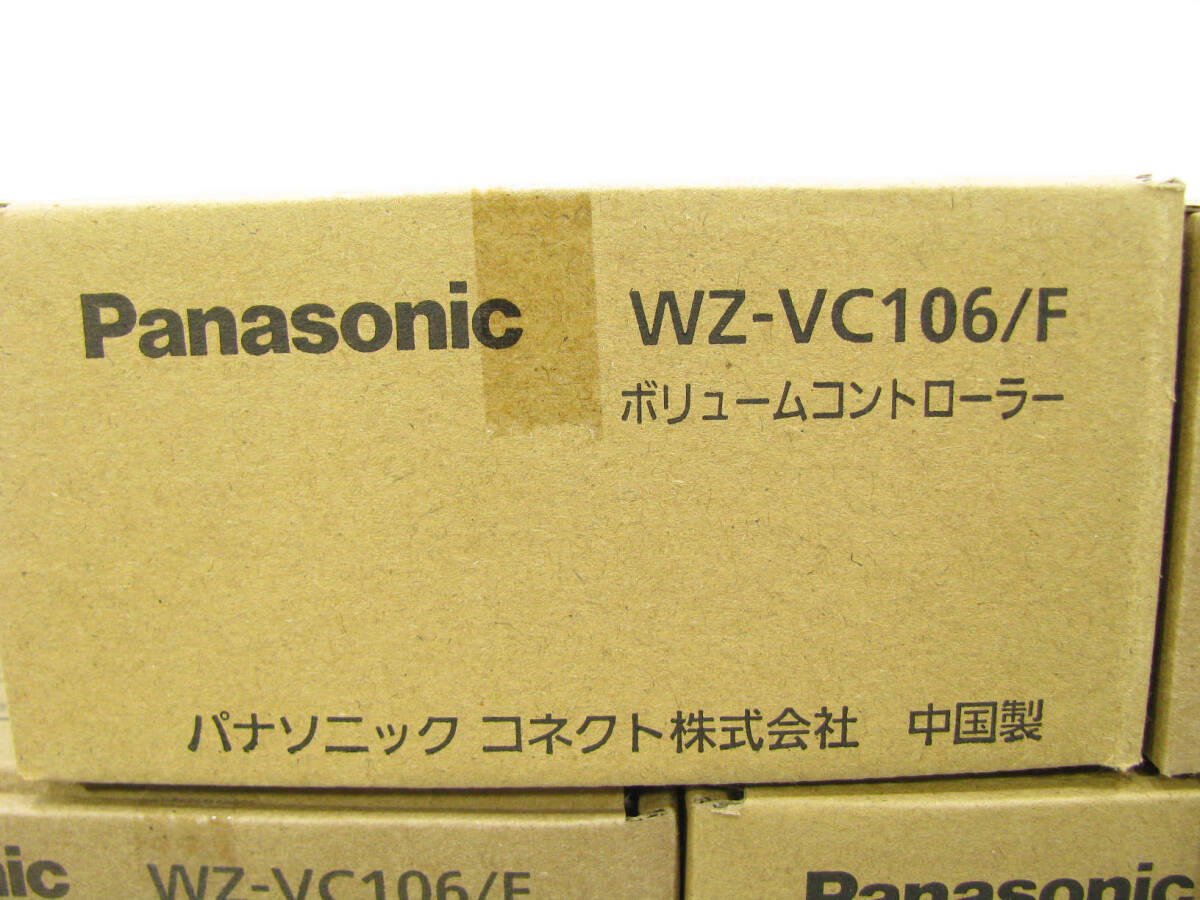 Panasonic WZ-VC106/F
ボリュームコントローラー
パナソニック コネクト株式会社 中国製
nic WZ-VC106/F
Panasonic